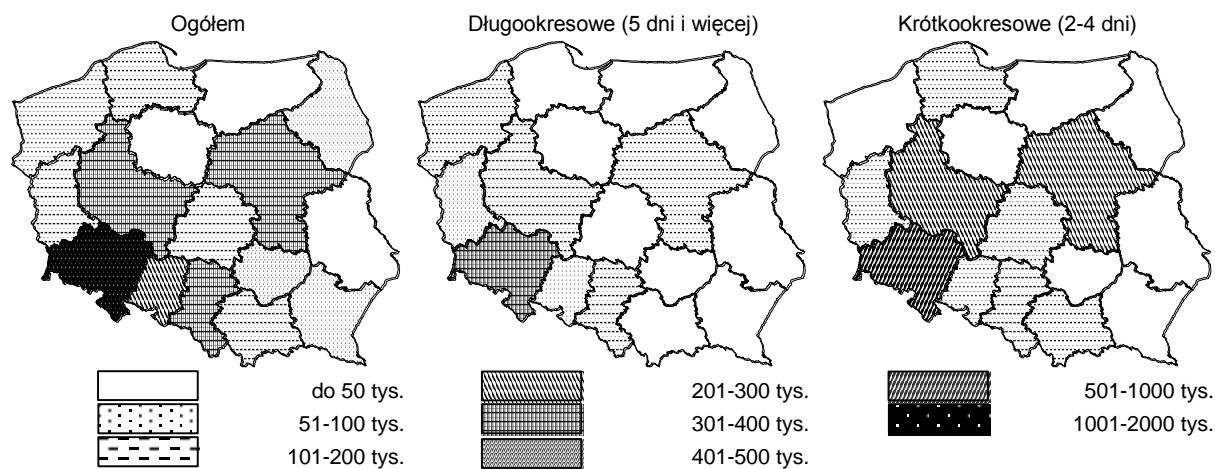 Ogółem
Długookresowe (5 dni i więcej)
Krótkookresowe (2-4 dni)
do 50 tys.
51-100 tys.
101-200 tys.
201-300 tys.
301-400 tys.
401-500 tys.
501-1000 tys.
1001-2000 tys.